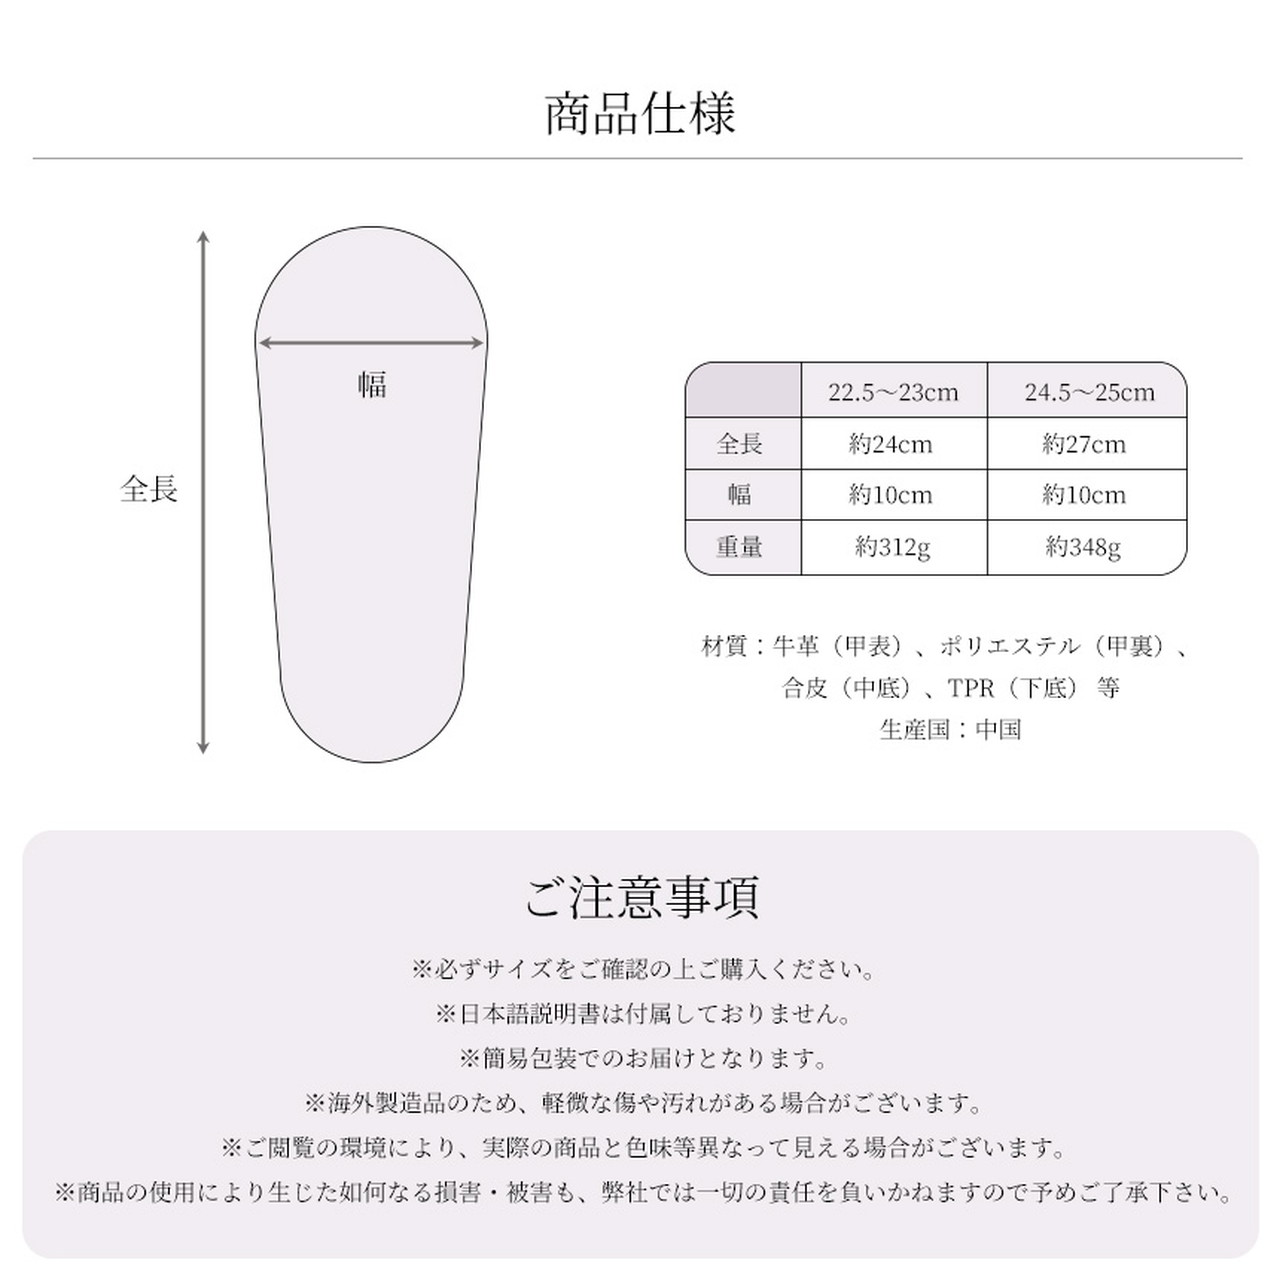 商品仕様
幅
全長
22.5〜23cm 24.5〜25cm
全長 約24cm 約27cm
幅 約10cm 約10cm
重量 約312g 約348g
材質：牛革（甲表）、ポリエステル（甲裏）、
合皮（中底）、TPR（下底） 等
生産国：中国
ご注意事項
※必ずサイズをご確認の上ご購入ください。
※日本語説明書は付属しておりません。
※簡易包装でのお届けとなります。
※海外製造品のため、軽微な傷や汚れがある場合がございます。
※ご閲覧の環境により、実際の商品と色味等異なって見える場合がございます。
※商品の使用により生じた如何なる損害・被害も、弊社では一切の責任を負いかねますので予めご了承下さい。